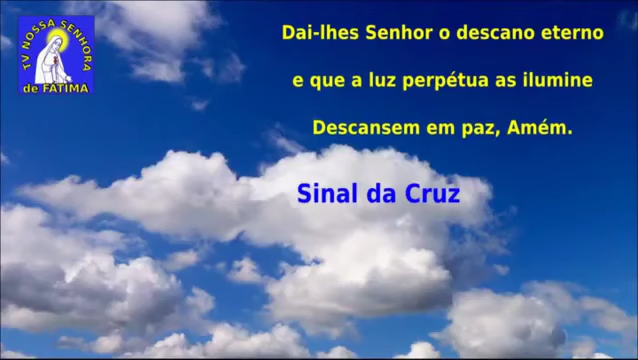 TV NOSSA SENHORA
de FÁTIMA
Dai-lhes Senhor o descano eterno
e que a luz perpétua as ilumine
Descansem em paz, Amém.
Sinal da Cruz